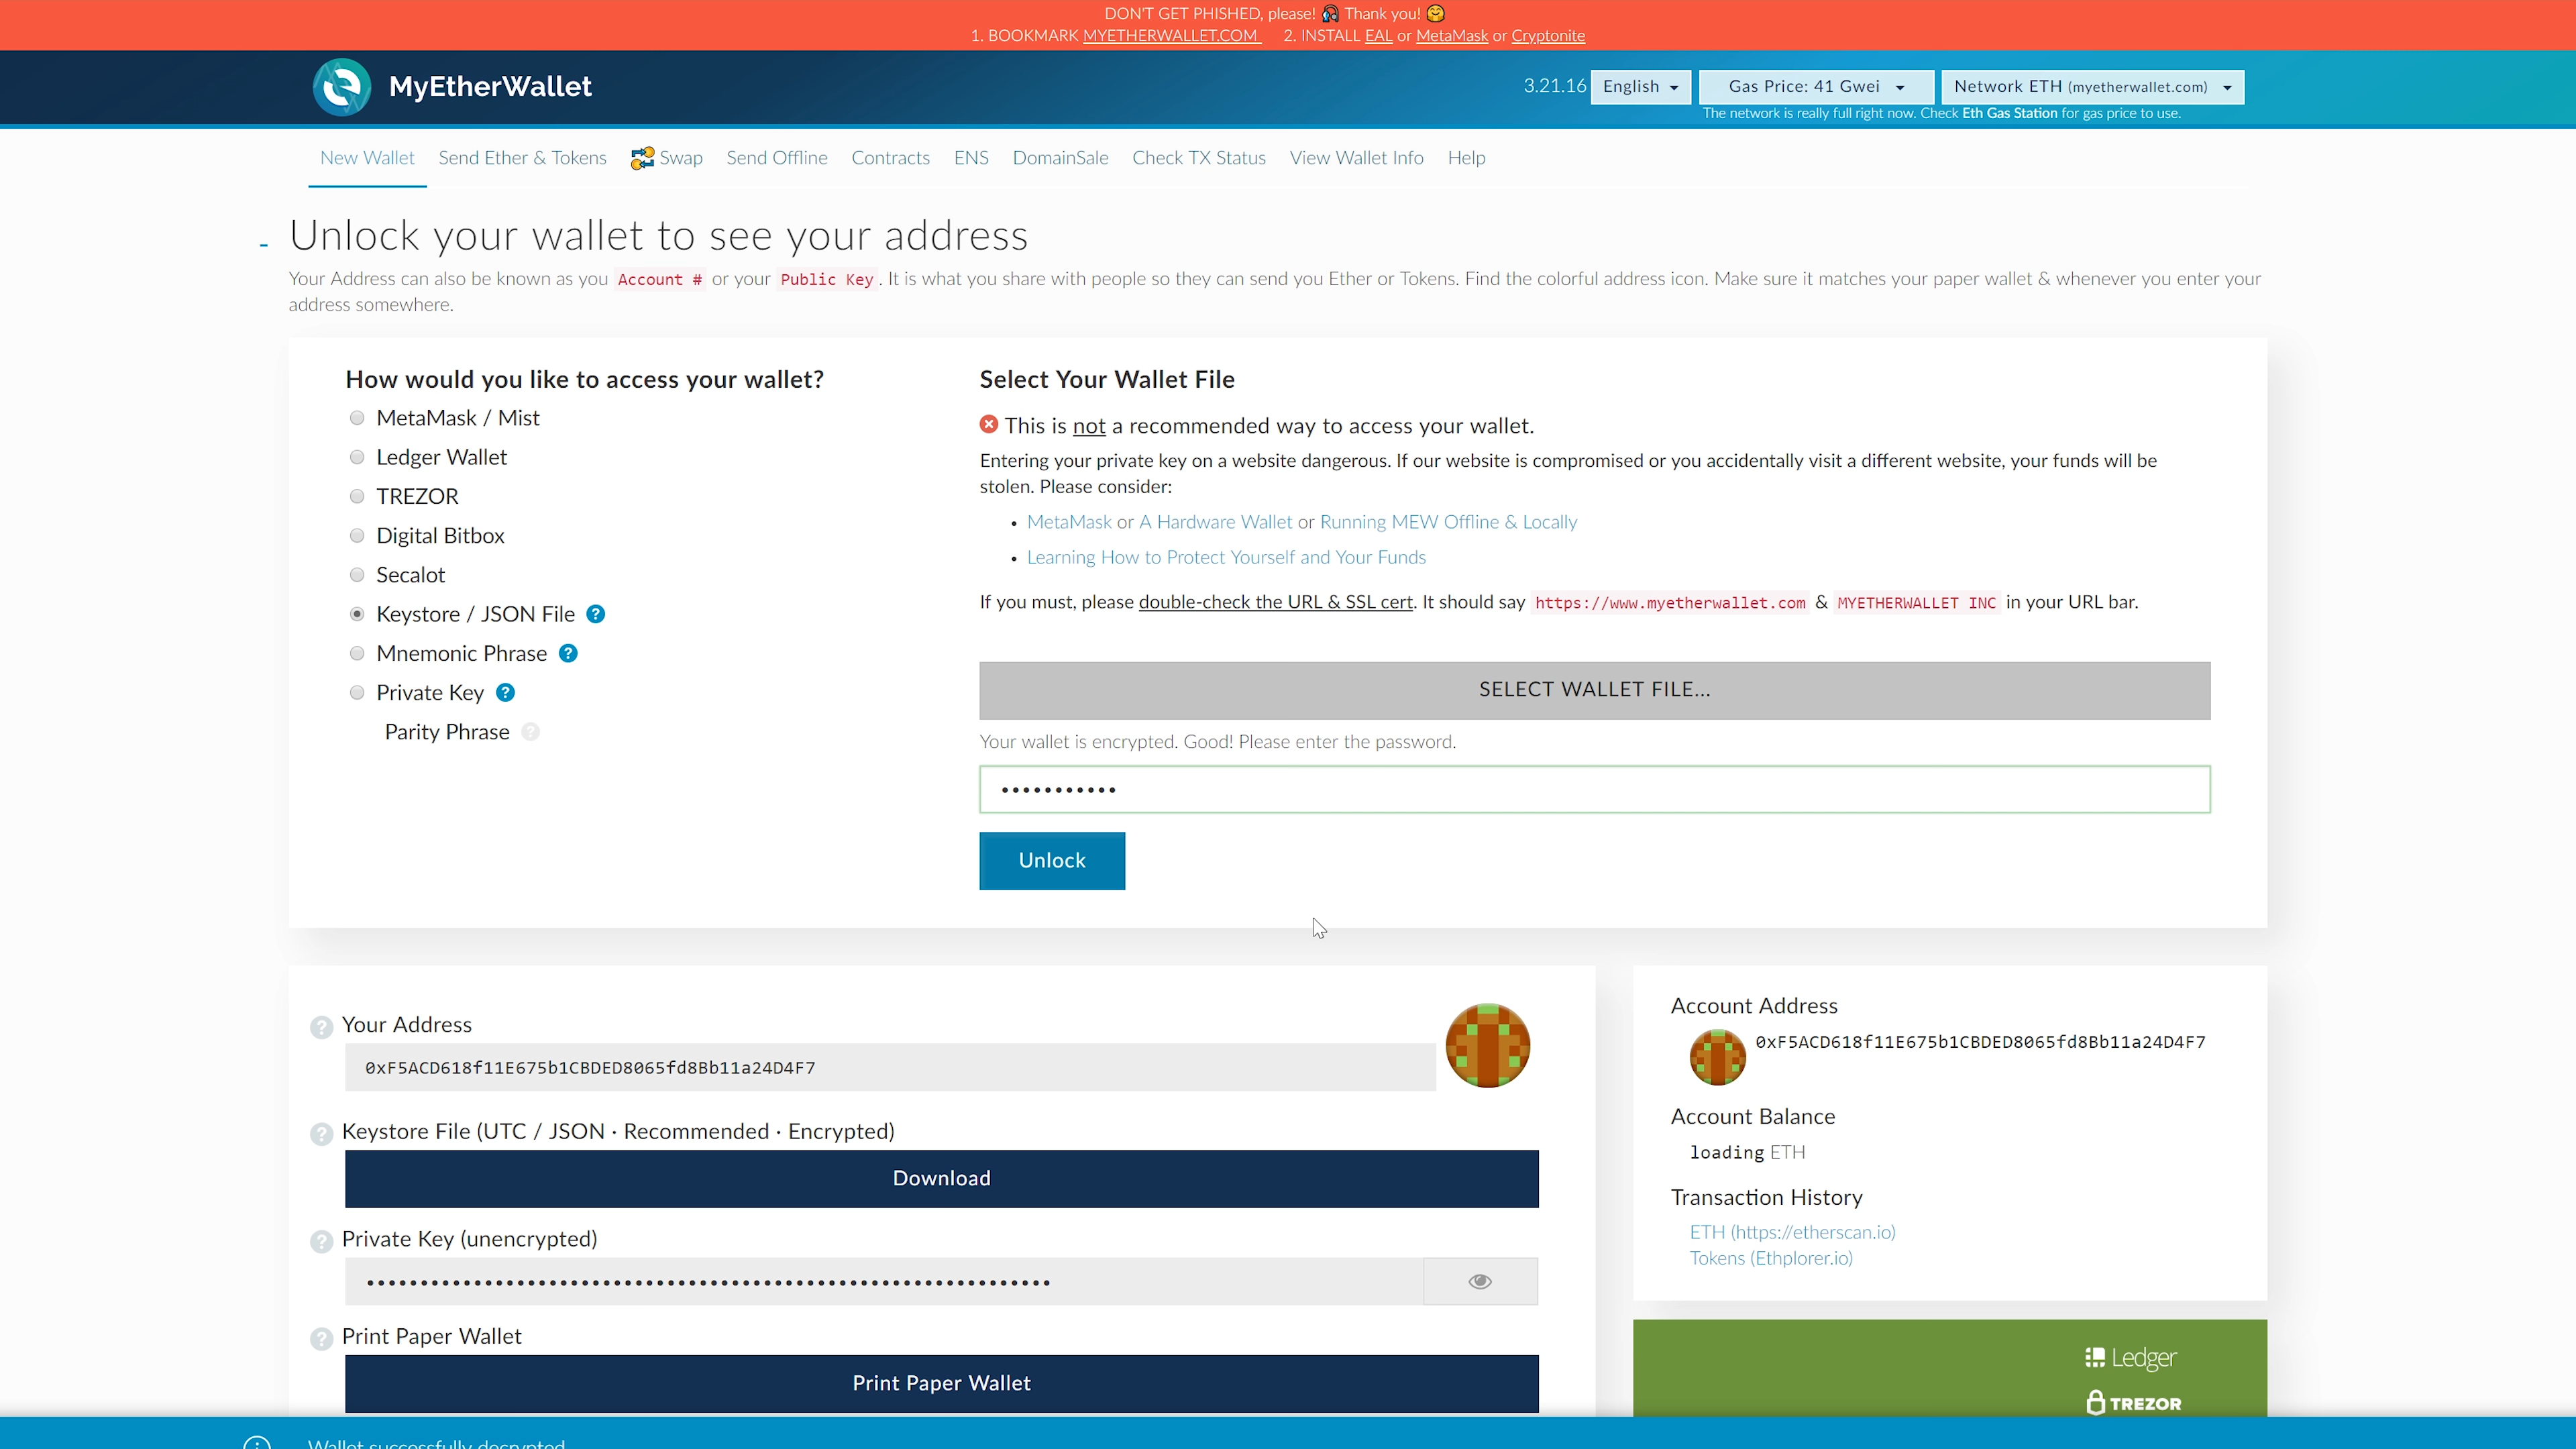 DON'T GET PHISHED, please! Thank you!
1. BOOKMARK MYETHERWALLET.COM 2. INSTALL EAL or MetaMask or Cryptonite
MyEtherWallet
3.21.16 English Gas Price: 41 Gwei Network ETH (myetherwallet.com)
The network is really full right now. Check Eth Gas Station for gas price to use.
New Wallet Send Ether & Tokens Swap Send Offline Contracts ENS DomainSale Check TX Status View Wallet Info Help
- Unlock your wallet to see your address
Your Address can also be known as you Account # or your Public Key. It is what you share with people so they can send you Ether or Tokens. Find the colorful address icon. Make sure it matches your paper wallet & whenever you enter your
address somewhere.
How would you like to access your wallet?
MetaMask / Mist
Ledger Wallet
TREZOR
Digital Bitbox
Secalot
Keystore / JSON File ?
Mnemonic Phrase ?
Private Key ?
Parity Phrase ?
Select Your Wallet File
This is not a recommended way to access your wallet.
Entering your private key on a website dangerous. If our website is compromised or you accidentally visit a different website, your funds will be
stolen. Please consider:
• MetaMask or A Hardware Wallet or Running MEW Offline & Locally
• Learning How to Protect Yourself and Your Funds
If you must, please double-check the URL & SSL cert. It should say https://www.myetherwallet.com & MYETHERWALLET INC in your URL bar.
SELECT WALLET FILE...
Your wallet is encrypted. Good! Please enter the password.
•••••••••••
Unlock
? Your Address
0xF5ACD618f11E675b1CBDED8065fd8Bb11a24D4F7
? Keystore File (UTC / JSON · Recommended · Encrypted)
Download
? Private Key (unencrypted)
••••••••••••••••••••••••••••••••••••••••••••••••••••••••••••••••
? Print Paper Wallet
Print Paper Wallet
Account Address
0xF5ACD618f11E675b1CBDED8065fd8Bb11a24D4F7
Account Balance
loading ETH
Transaction History
ETH (https://etherscan.io)
Tokens (Ethplorer.io)
Ledger
TREZOR
Wallet successfully decrypted